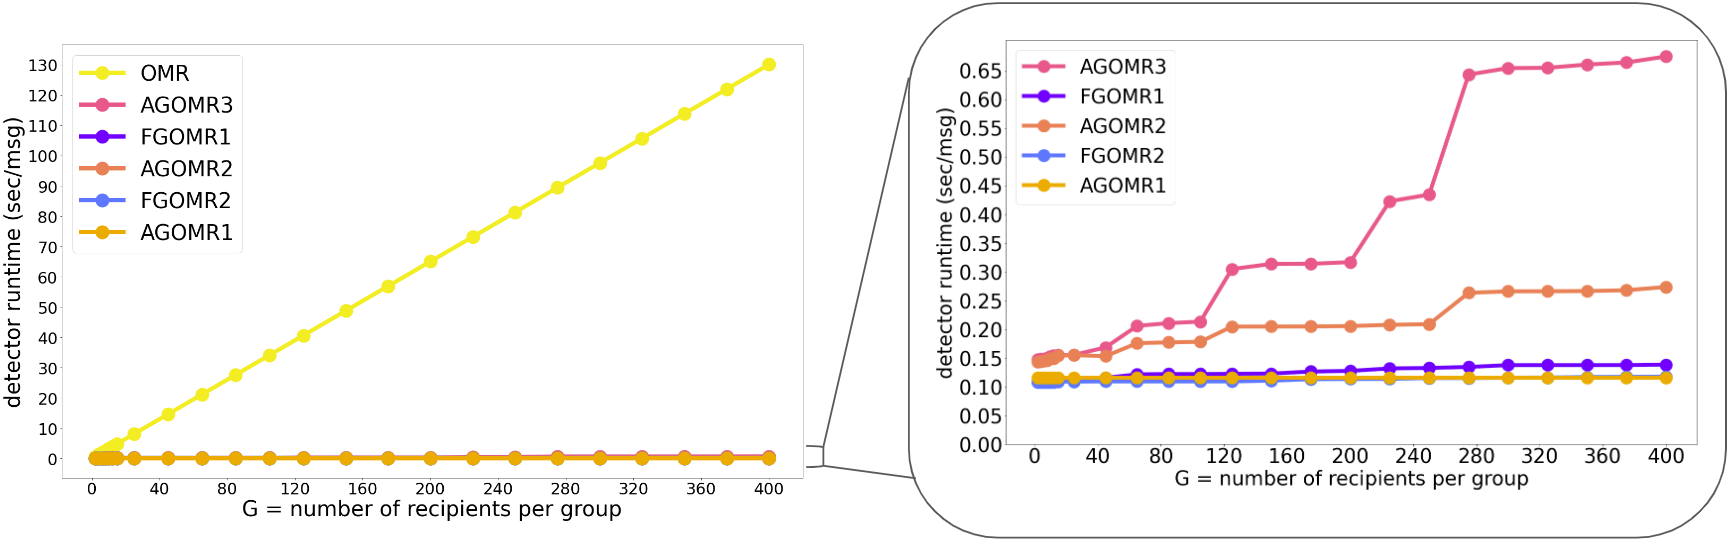 detector runtime (sec/msg)
130
120
110
100
90
80
70
60
50
40
30
20
10
0
OMR
AGOMR3
FGOMR1
AGOMR2
FGOMR2
AGOMR1
0 40 80 120 160 200 240 280 320 360 400
G = number of recipients per group
detector runtime (sec/msg)
0.65
0.60
0.55
0.50
0.45
0.40
0.35
0.30
0.25
0.20
0.15
0.10
0.05
0.00
AGOMR3
FGOMR1
AGOMR2
FGOMR2
AGOMR1
0 40 80 120 160 200 240 280 320 360 400
G = number of recipients per group